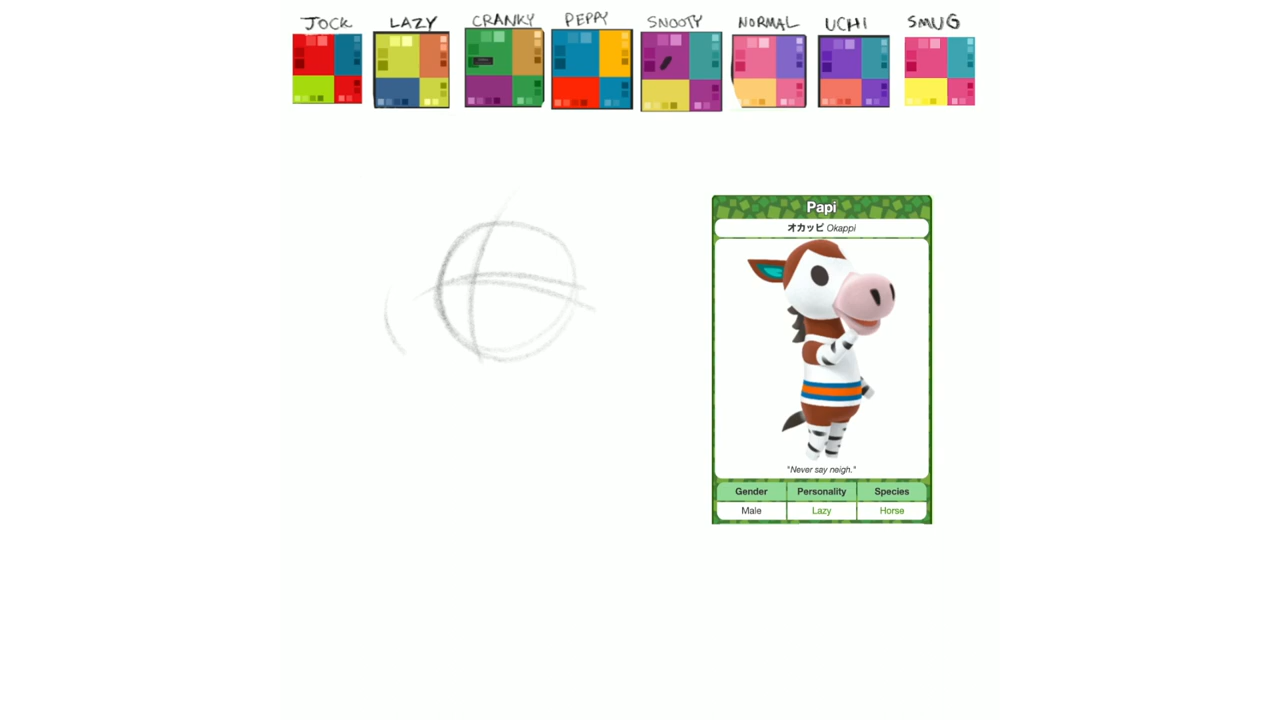 JOCK LAZY CRANKY PEPPY SNOOTY NORMAL UCHI SMUG
Papi
オカッピ Okappi
"Never say neigh."
Gender Personality Species
Male Lazy Horse